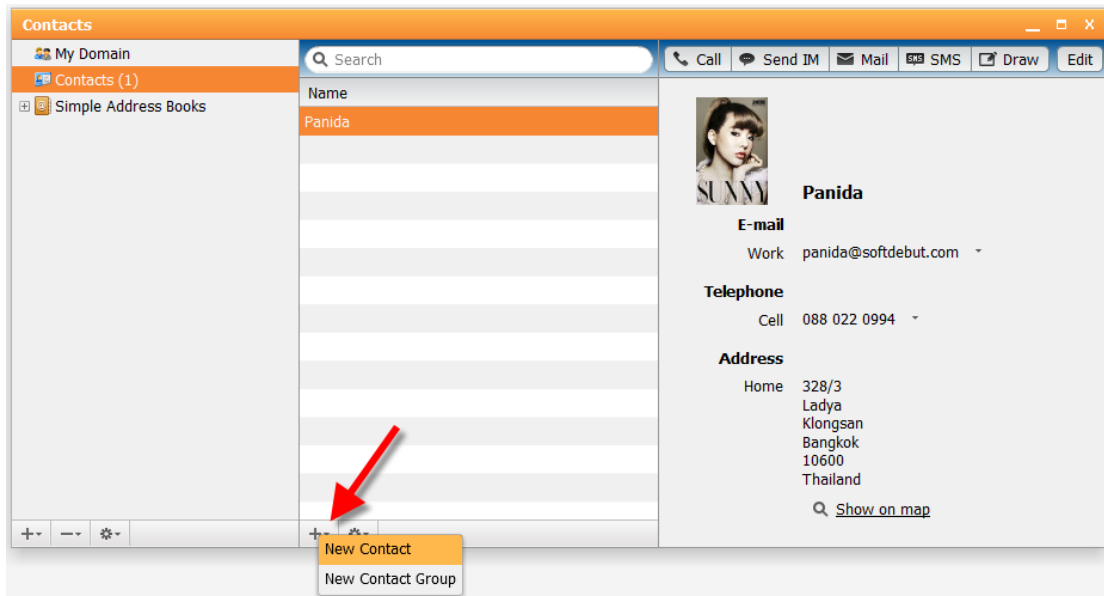 Contacts
My Domain
Contacts (1)
Simple Address Books
Search
Name
Panida
Call
Send IM
Mail
SMS SMS
Draw
Edit
SUNNY
Panida
E-mail
Work panida@softdebut.com
Telephone
Cell 088 022 0994
Address
Home 328/3
Ladya
Klongsan
Bangkok
10600
Thailand
Show on map
New Contact
New Contact Group